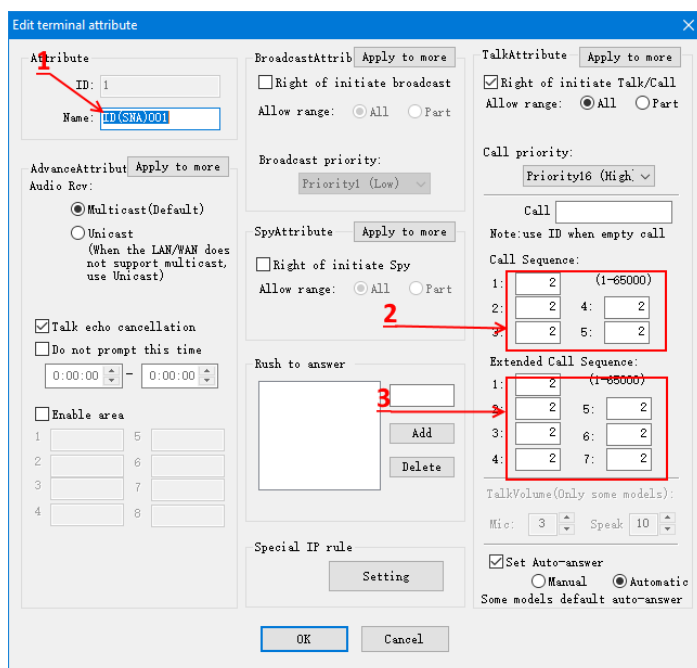 Edit terminal attribute
Attribute
1
ID: 1
Name: ID(SNA)001
AdvanceAttribut Apply to more
Audio Rcv:
Multicast(Default)
Unicast
(When the LAN/WAN does
not support multicast,
use Unicast)
Talk echo cancellation
Do not prompt this time
0:00:00 - 0:00:00
Enable area
1 5
2 6
3 7
4 8
BroadcastAttrib Apply to more
Right of initiate broadcast
Allow range: All Part
Broadcast priority:
Priority1 (Low)
SpyAttribute Apply to more
Right of initiate Spy
Allow range: All Part
2
Rush to answer
3
Add
Delete
Special IP rule
Setting
TalkAttribute Apply to more
Right of initiate Talk/Call
Allow range: All Part
Call priority:
Priority16 (High
Call
Note:use ID when empty call
Call Sequence:
1: 2 (1-65000)
2: 2 4: 2
3: 2 5: 2
Extended Call Sequence:
1: 2 (1-65000)
2: 2 5: 2
3: 2 6: 2
4: 2 7: 2
TalkVolume(Only some models):
Mic: 3 Speak 10
Set Auto-answer
Manual Automatic
Some models default auto-answer
OK Cancel